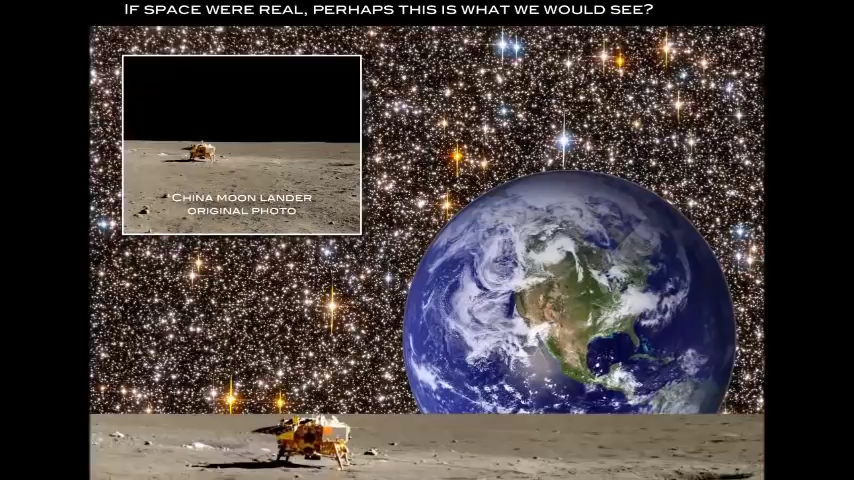 If space were real, perhaps this is what we would see?
China moon lander
original photo